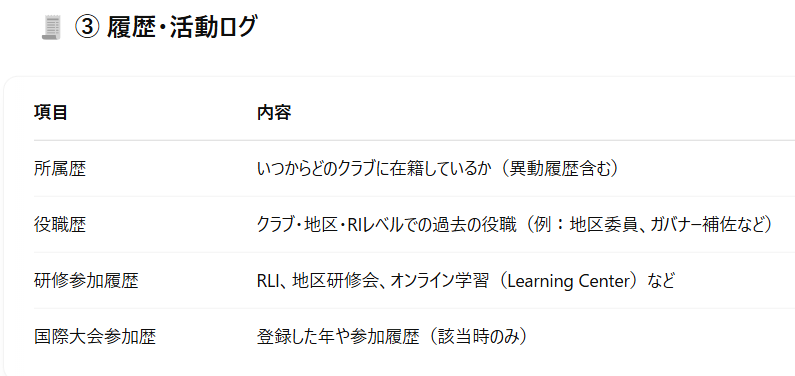 ③ 履歴・活動ログ
項目 内容
所属歴 いつからどのクラブに在籍しているか（異動履歴含む）
役職歴 クラブ・地区・RIレベルでの過去の役職（例：地区委員、ガバナー補佐など）
研修参加履歴 RLI、地区研修会、オンライン学習（Learning Center）など
国際大会参加歴 登録した年や参加履歴（該当時のみ）